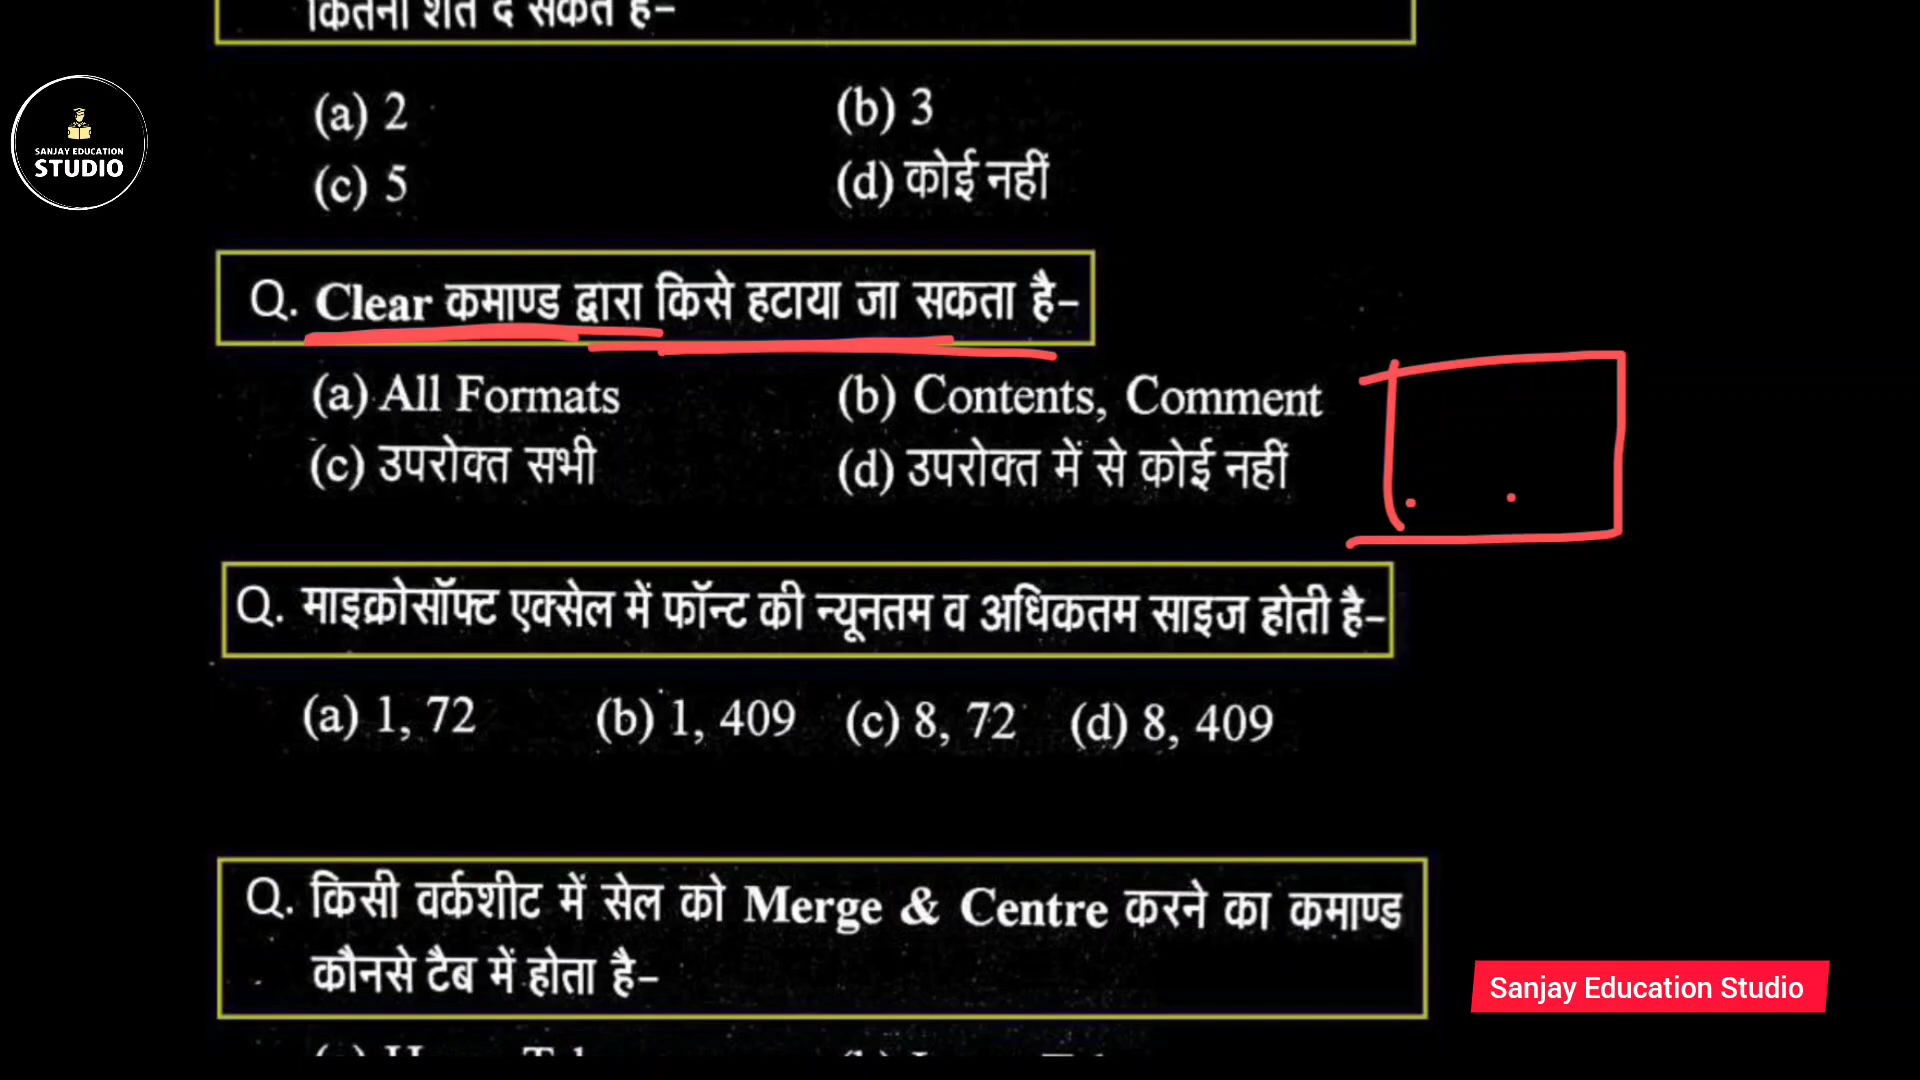 कितनी शर्त दे सकते हैं–
(a) 2 (b) 3
(c) 5 (d) कोई नहीं
SANJAY EDUCATION
STUDIO
Q. Clear कमाण्ड द्वारा किसे हटाया जा सकता है–
(a) All Formats (b) Contents, Comment
(c) उपरोक्त सभी (d) उपरोक्त में से कोई नहीं
Q. माइक्रोसॉफ्ट एक्सेल में फॉन्ट की न्यूनतम व अधिकतम साइज होती है–
(a) 1, 72 (b) 1, 409 (c) 8, 72 (d) 8, 409
Q. किसी वर्कशीट में सेल को Merge & Centre करने का कमाण्ड
कौनसे टैब में होता है–
Sanjay Education Studio